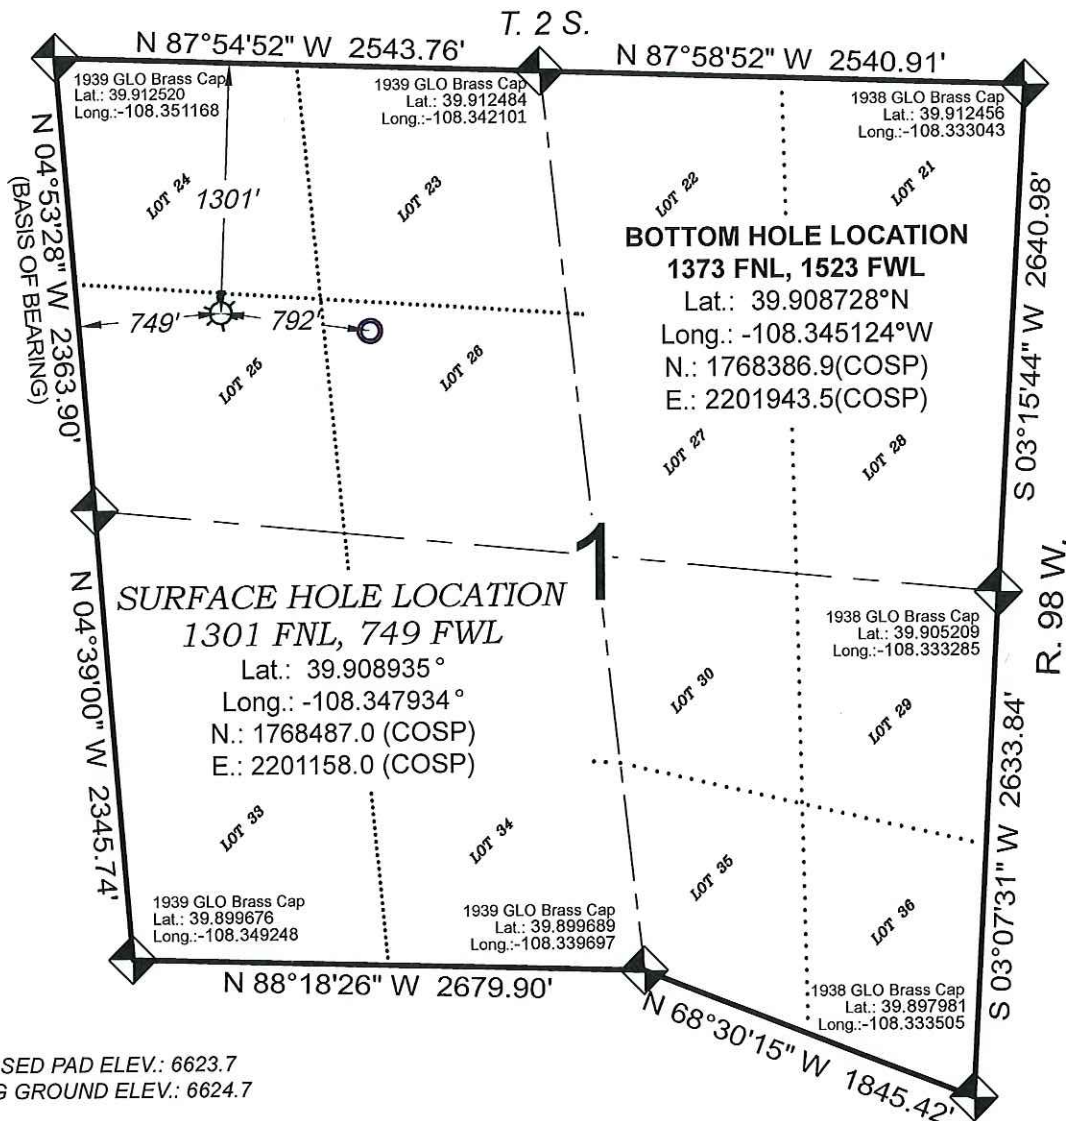 T. 2 S.
N 87°54'52" W 2543.76'
N 87°58'52" W 2540.91'
1939 GLO Brass Cap
Lat.: 39.912520
Long.:-108.351168
1939 GLO Brass Cap
Lat.: 39.912484
Long.:-108.342101
1938 GLO Brass Cap
Lat.: 39.912456
Long.:-108.333043
N 04°53'28" W 2363.90'
(BASIS OF BEARING)
LOT 24
1301'
LOT 23
LOT 22
LOT 21
S 03°15'44" W 2640.98'
BOTTOM HOLE LOCATION
1373 FNL, 1523 FWL
Lat.: 39.908728°N
Long.: -108.345124°W
N.: 1768386.9(COSP)
E.: 2201943.5(COSP)
749'
792'
LOT 25
LOT 26
LOT 27
LOT 28
1
R. 98 W.
N 04°39'00" W 2345.74'
SURFACE HOLE LOCATION
1301 FNL, 749 FWL
Lat.: 39.908935°
Long.: -108.347934°
N.: 1768487.0 (COSP)
E.: 2201158.0 (COSP)
1938 GLO Brass Cap
Lat.: 39.905209
Long.:-108.333285
LOT 30
LOT 29
S 03°07'31" W 2633.84'
LOT 33
LOT 34
LOT 35
LOT 36
1939 GLO Brass Cap
Lat.: 39.899676
Long.:-108.349248
1939 GLO Brass Cap
Lat.: 39.899689
Long.:-108.339697
1938 GLO Brass Cap
Lat.: 39.897981
Long.:-108.333505
N 88°18'26" W 2679.90'
N 68°30'15" W 1845.42'
SED PAD ELEV.: 6623.7
G GROUND ELEV.: 6624.7